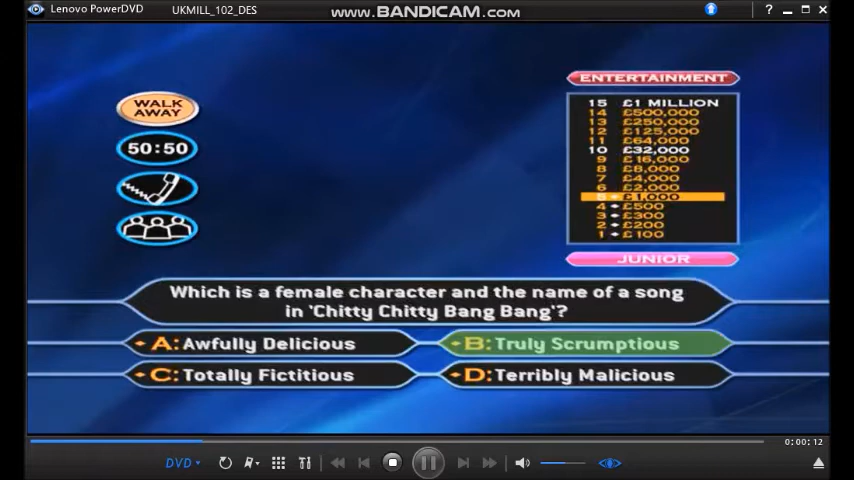 Lenovo PowerDVD
UKMILL_102_DES
www.BANDICAM.com
?
WALK
AWAY
50:50
ENTERTAINMENT
15 £1 MILLION
14 £500,000
13 £250,000
12 £125,000
11 £64,000
10 £32,000
9 £16,000
8 £8,000
7 £4,000
6 £2,000
5 £1,000
4 £500
3 £300
2 £200
1 £100
JUNIOR
Which is a female character and the name of a song
in 'Chitty Chitty Bang Bang'?
A: Awfully Delicious
B: Truly Scrumptious
C: Totally Fictitious
D: Terribly Malicious
0:00:12
DVD